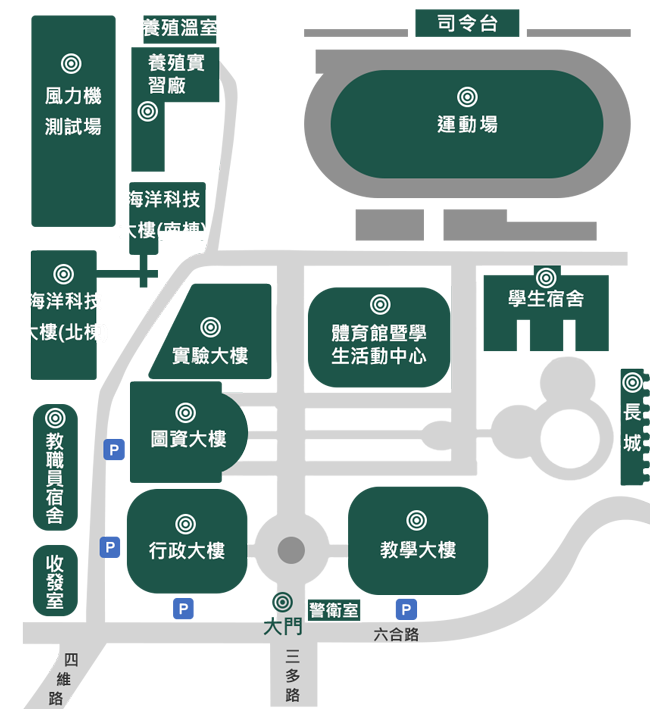 司令台
養殖溫室
養殖實
習廠
風力機
測試場
運動場
海洋科技
大樓(南棟)
海洋科技
大樓(北棟
學生宿舍
體育館暨學
生活動中心
實驗大樓
長城
圖資大樓
教職員宿舍
P
行政大樓
教學大樓
P
收發室
P
P
警衛室
大門
六合路
四維路
三多路